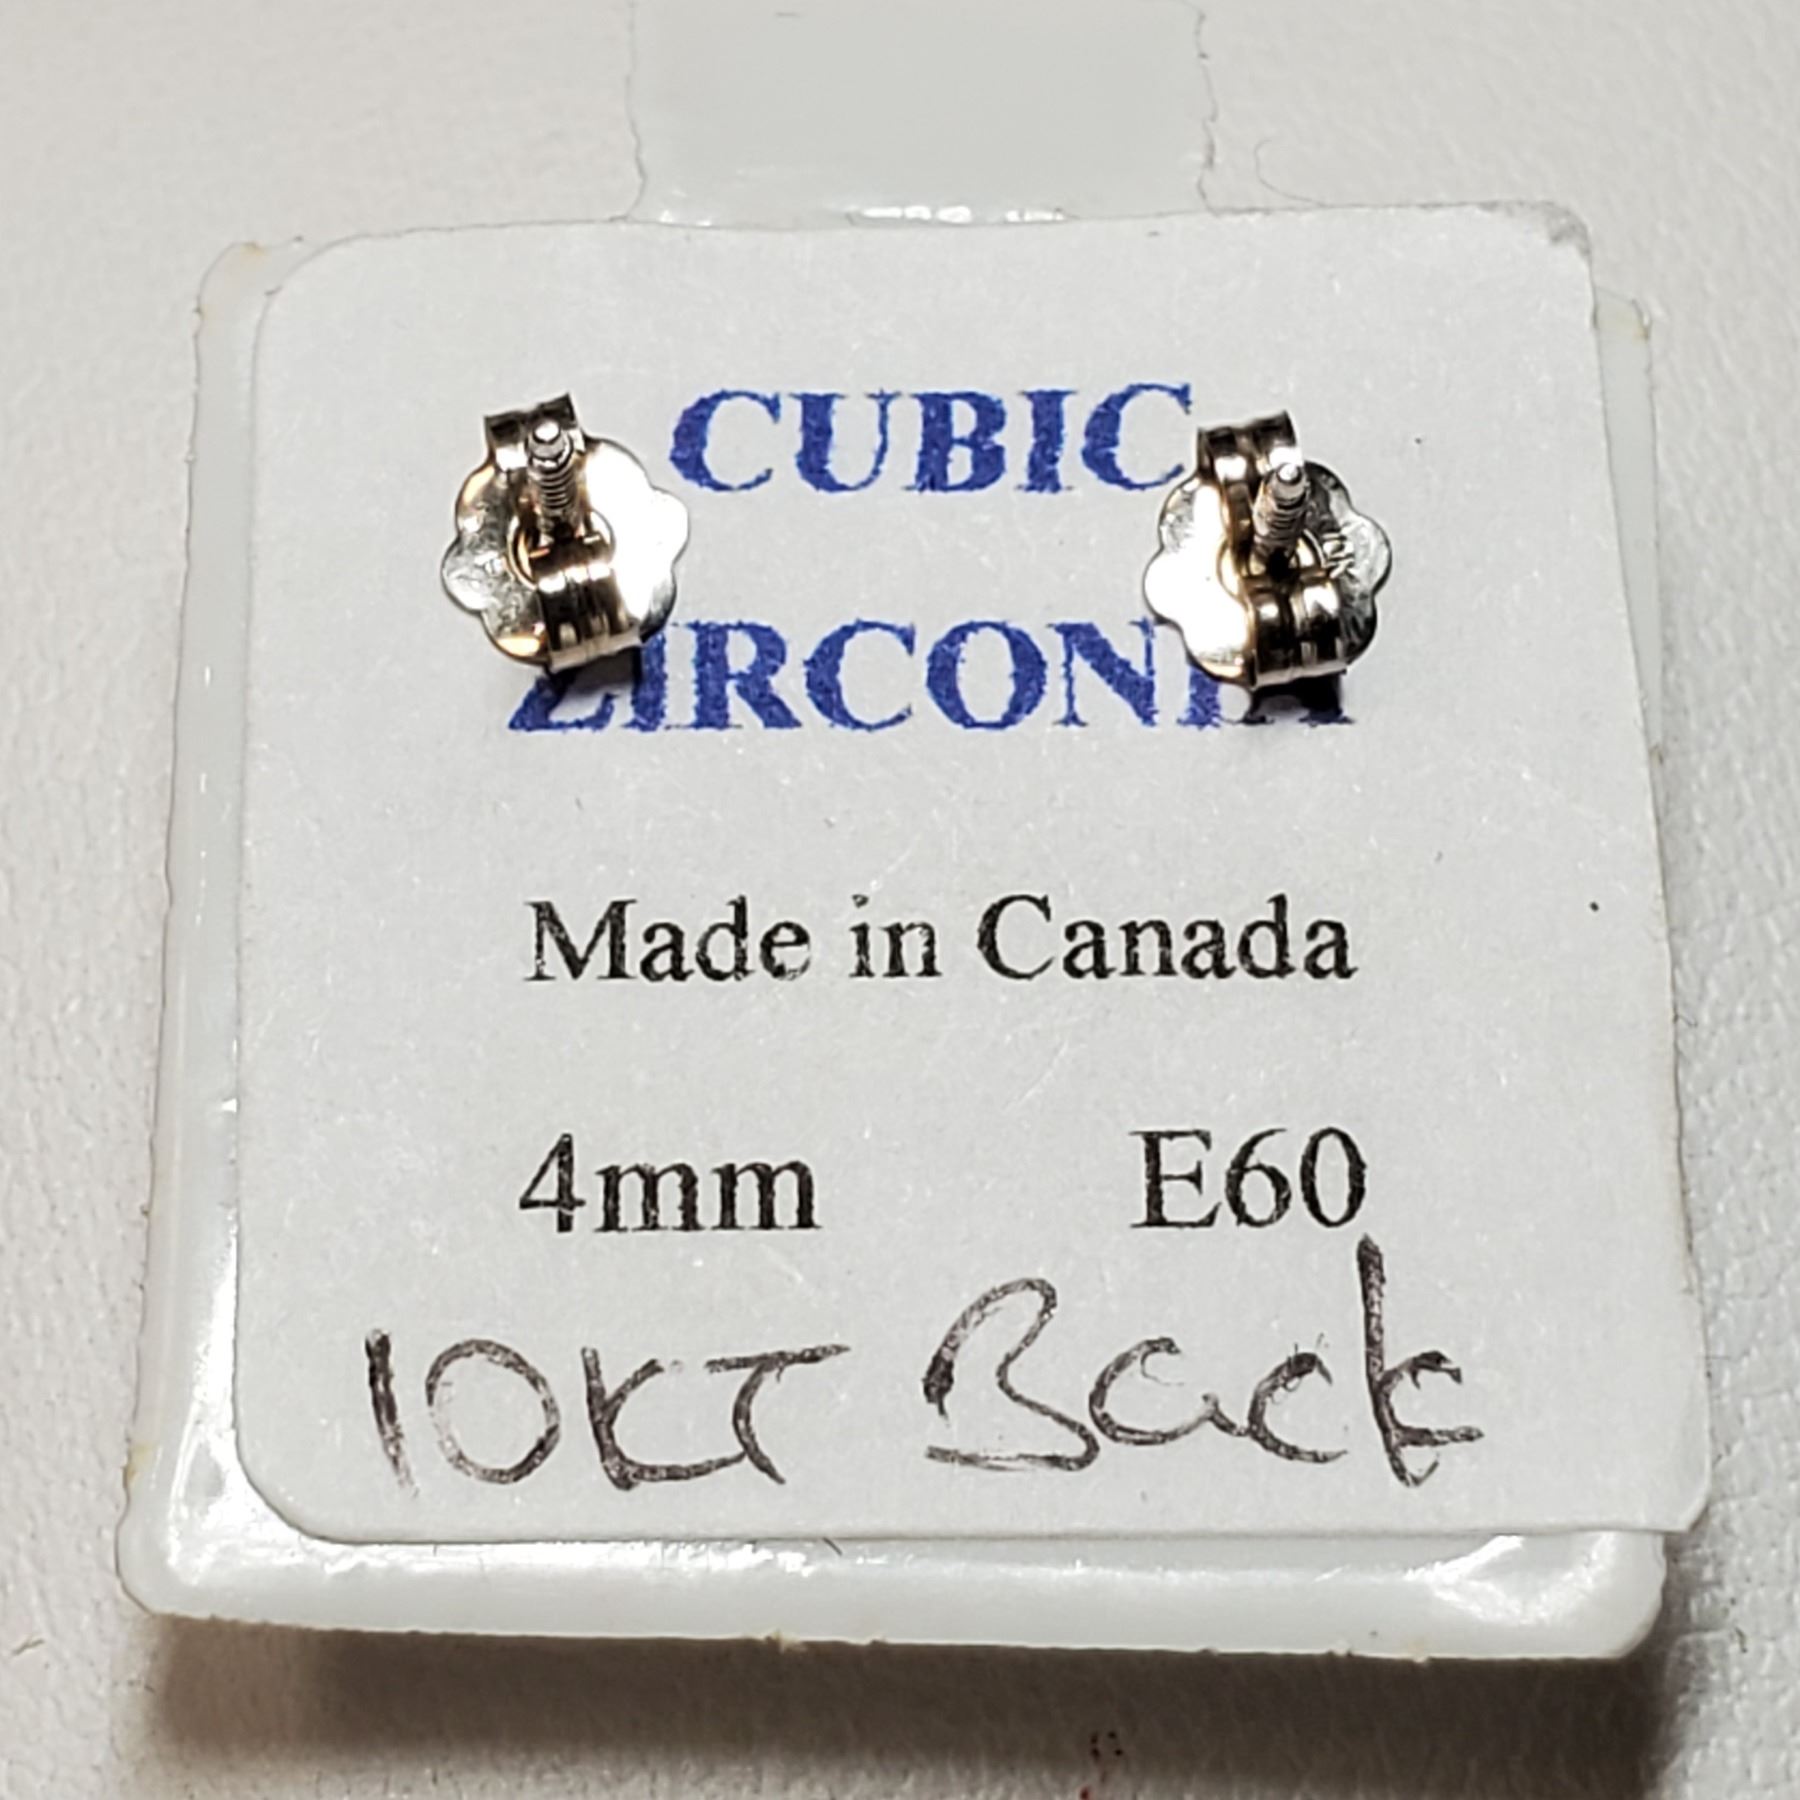 CUBIC
ZIRCONIA
Made in Canada
4mm E60
10KT Back